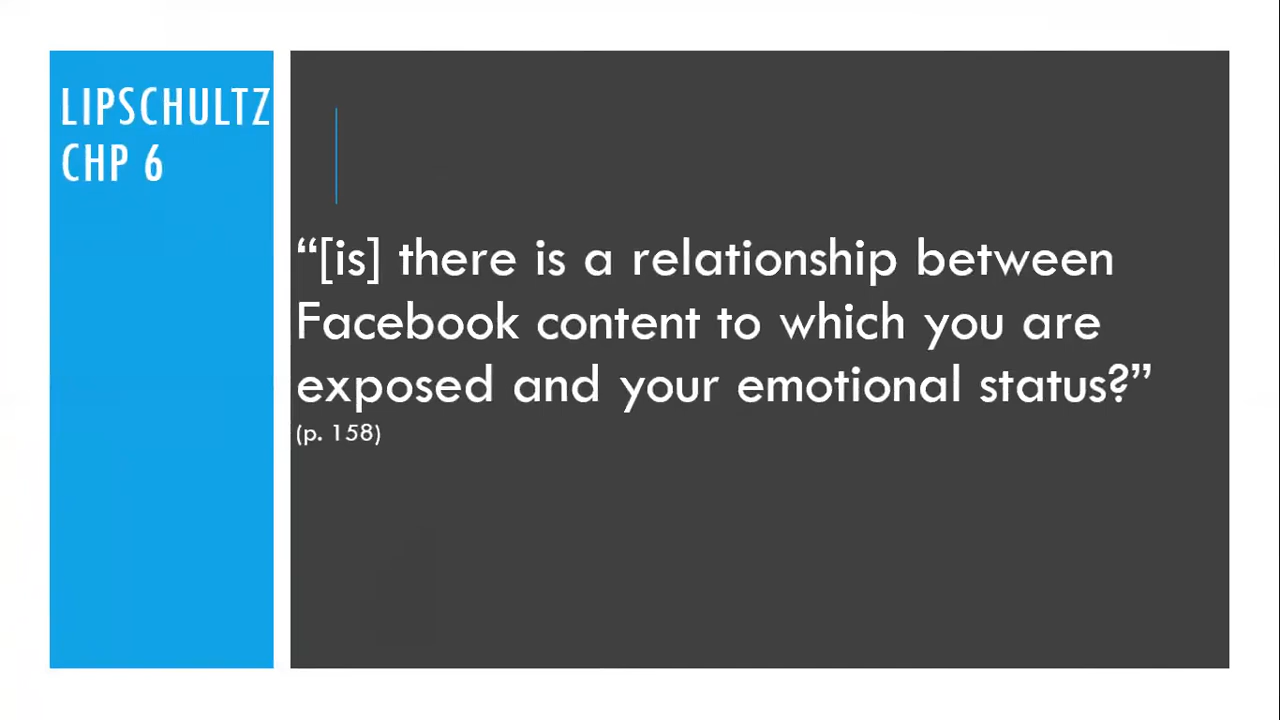 LIPSCHULTZ
CHP 6
“[is] there is a relationship between
Facebook content to which you are
exposed and your emotional status?”
(p. 158)